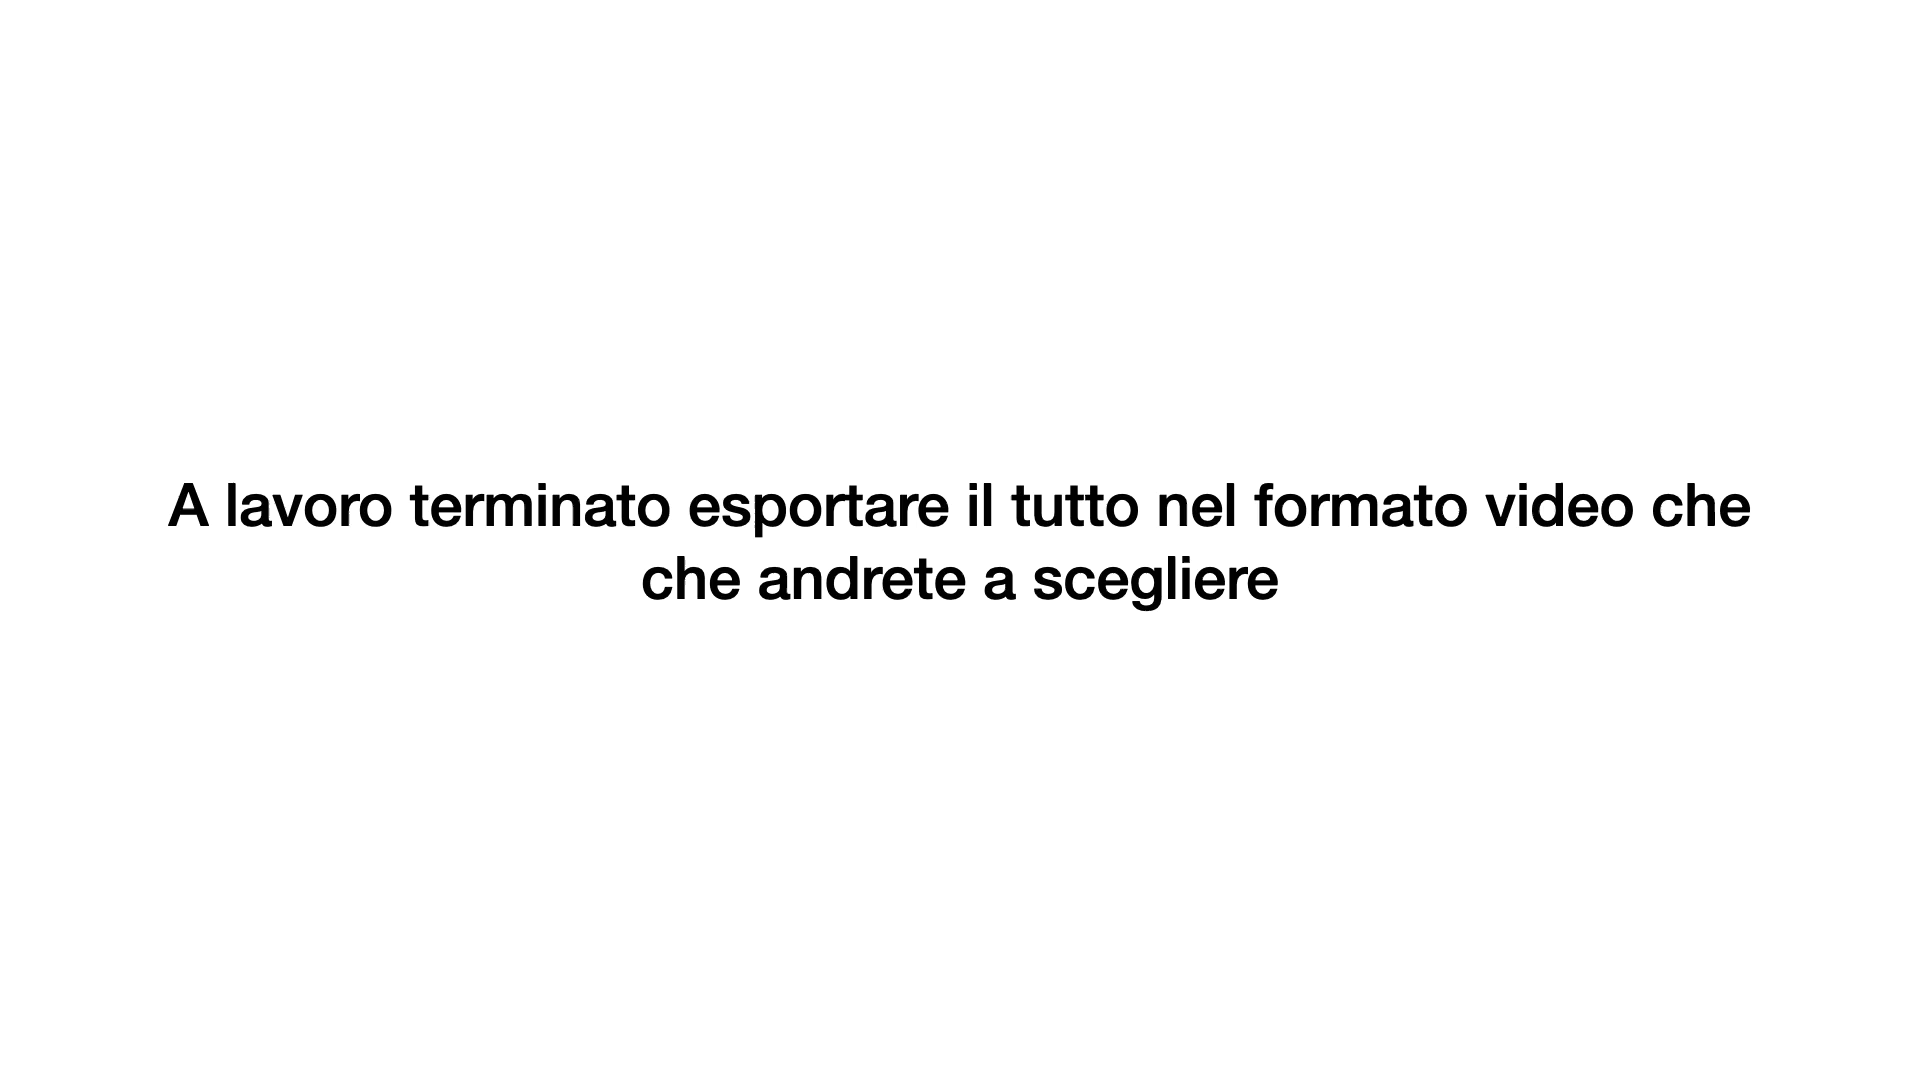 A lavoro terminato esportare il tutto nel formato video che
che andrete a scegliere